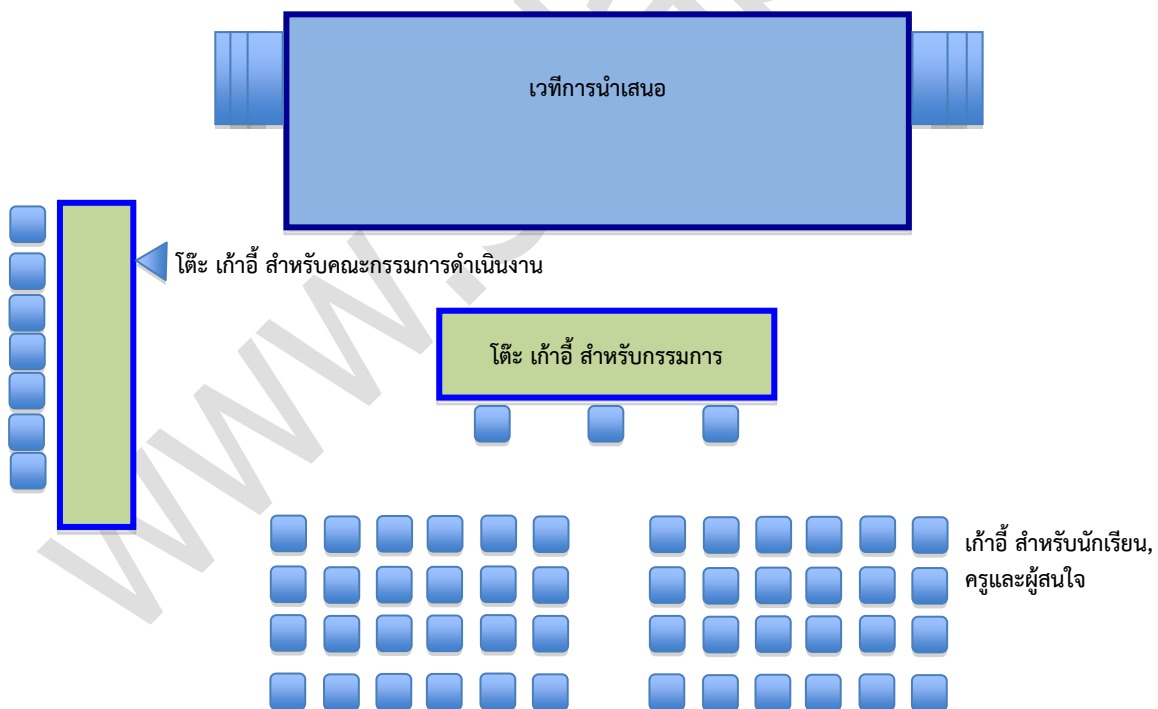 เวทีการนำเสนอ
โต๊ะ เก้าอี้ สำหรับคณะกรรมการดำเนินงาน
โต๊ะ เก้าอี้ สำหรับกรรมการ
เก้าอี้ สำหรับนักเรียน,
ครูและผู้สนใจ